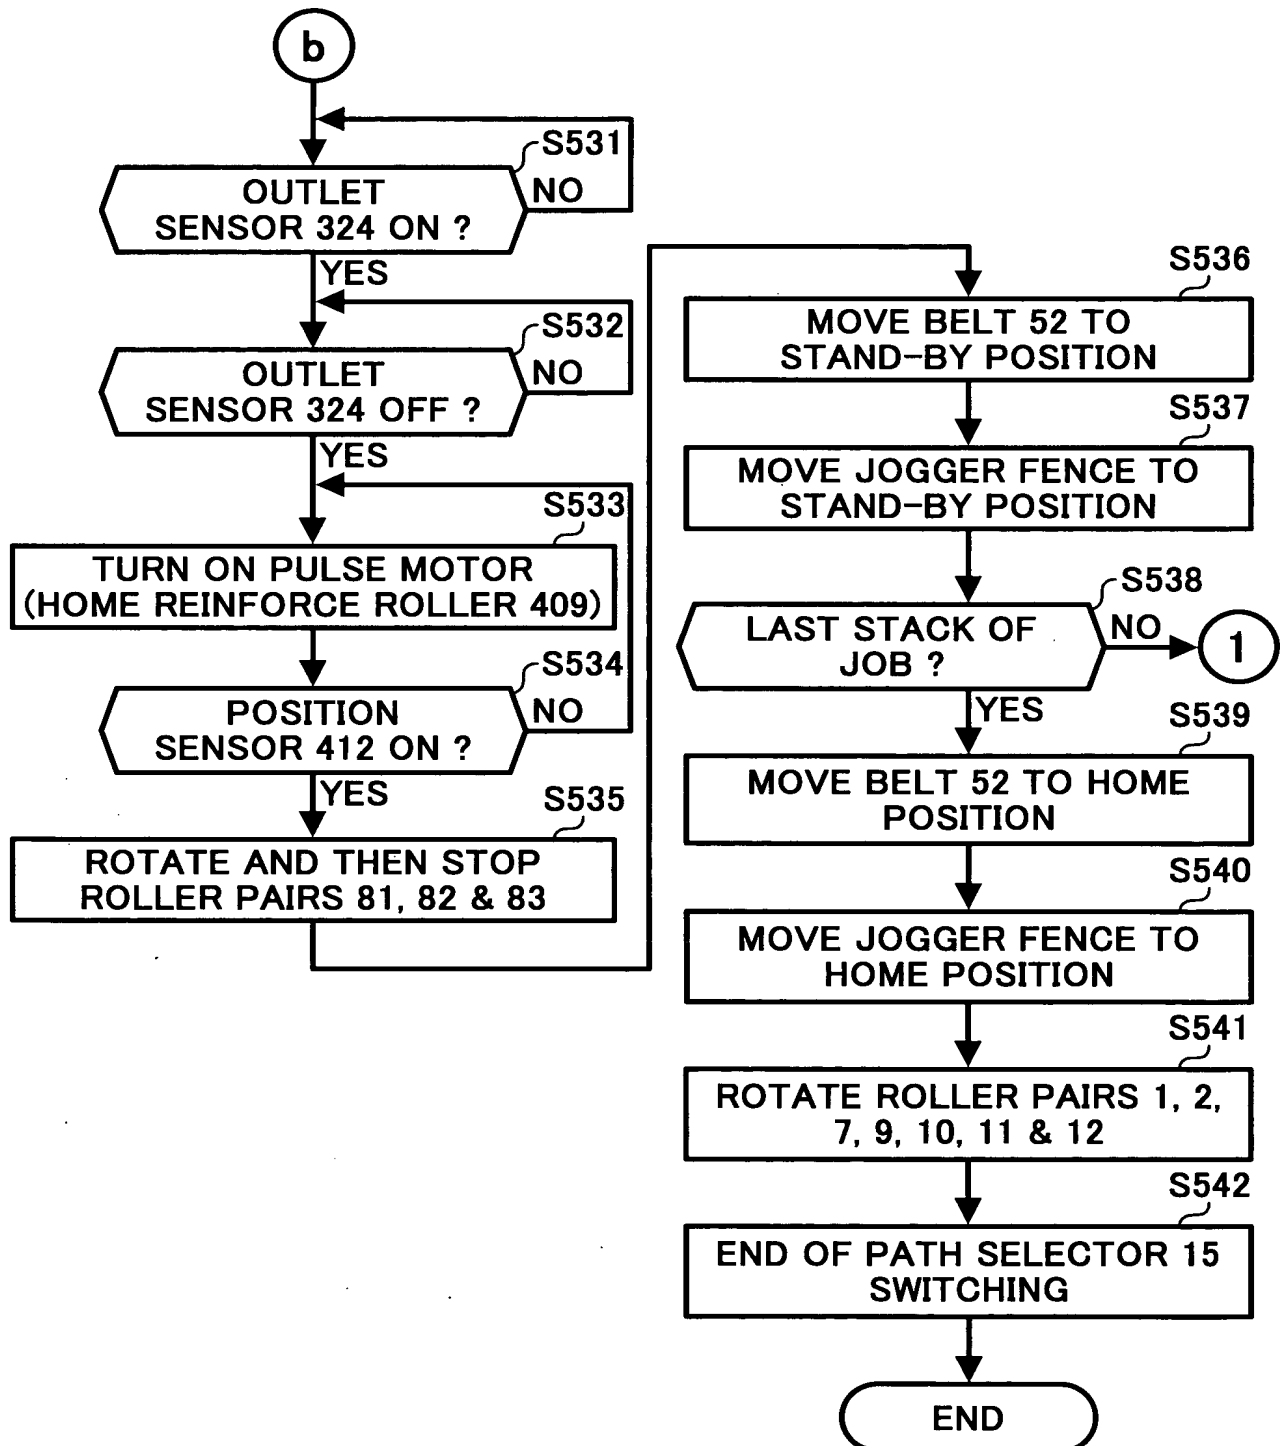 b
S531
OUTLET
SENSOR 324 ON ?
NO
YES
S532
OUTLET
SENSOR 324 OFF ?
NO
YES
S533
TURN ON PULSE MOTOR
(HOME REINFORCE ROLLER 409)
S534
POSITION
SENSOR 412 ON ?
NO
YES
S535
ROTATE AND THEN STOP
ROLLER PAIRS 81, 82 & 83
S536
MOVE BELT 52 TO
STAND-BY POSITION
S537
MOVE JOGGER FENCE TO
STAND-BY POSITION
S538
LAST STACK OF
JOB ?
NO
1
YES
S539
MOVE BELT 52 TO HOME
POSITION
S540
MOVE JOGGER FENCE TO
HOME POSITION
S541
ROTATE ROLLER PAIRS 1, 2,
7, 9, 10, 11 & 12
S542
END OF PATH SELECTOR 15
SWITCHING
END